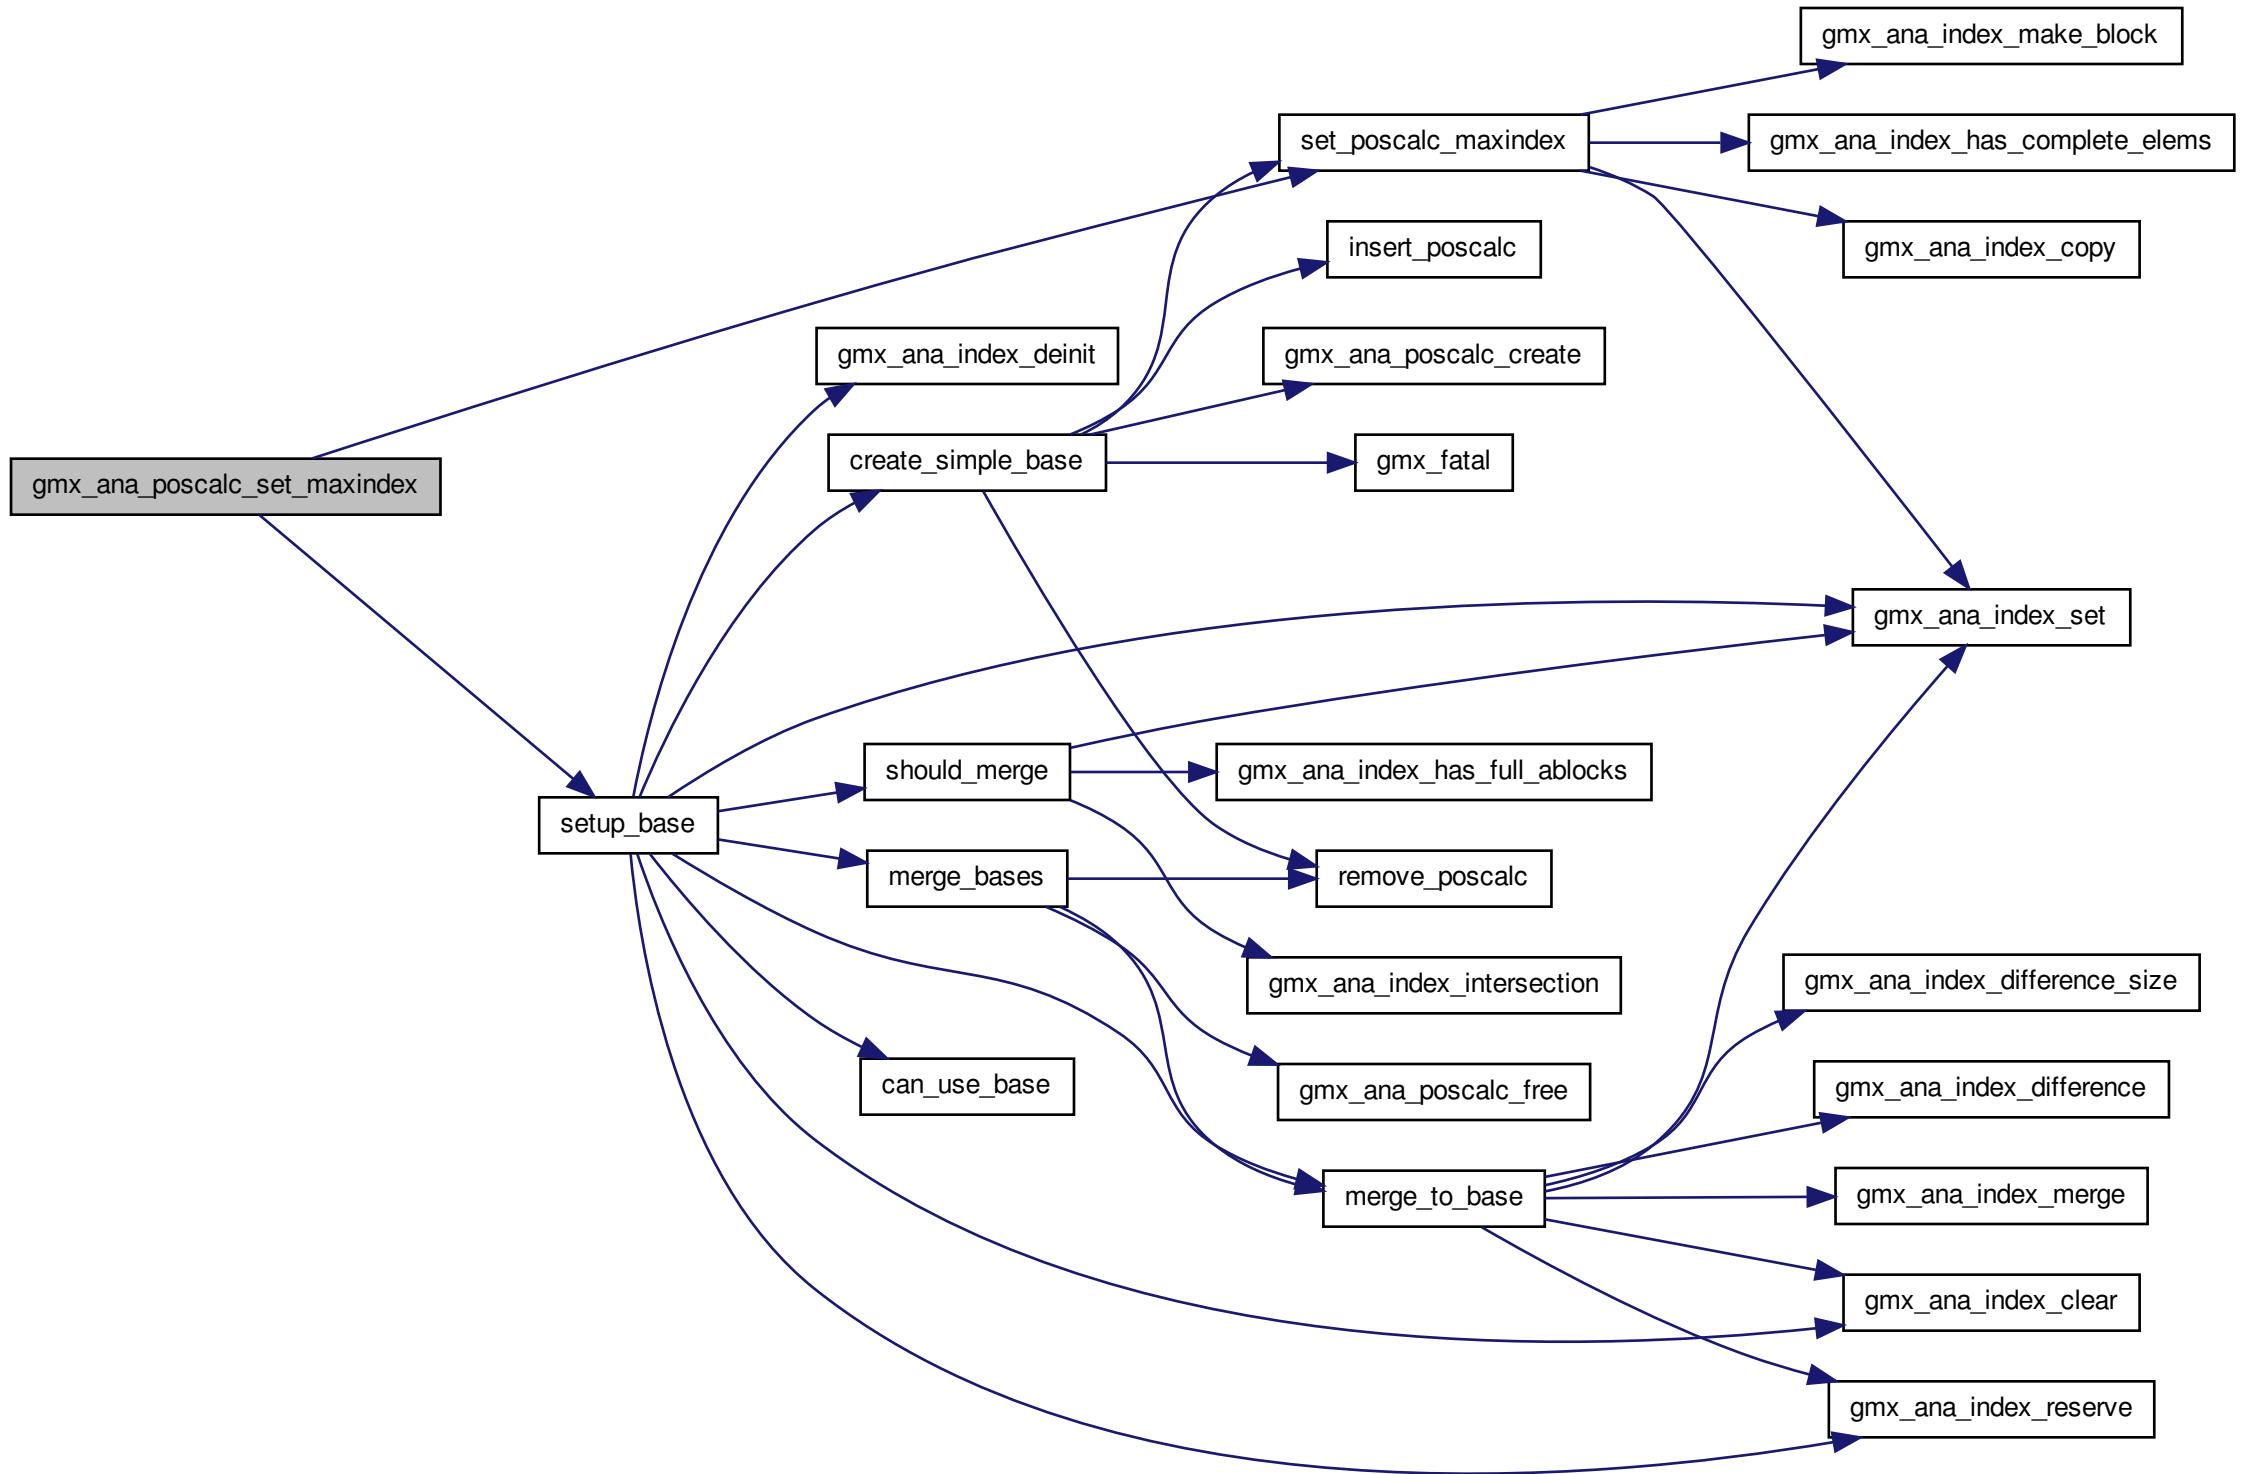 gmx_ana_index_make_block
set_poscalc_maxindex
gmx_ana_index_has_complete_elems
insert_poscalc
gmx_ana_index_copy
gmx_ana_index_deinit
gmx_ana_poscalc_create
create_simple_base
gmx_fatal
gmx_ana_poscalc_set_maxindex
gmx_ana_index_set
should_merge
gmx_ana_index_has_full_ablocks
setup_base
merge_bases
remove_poscalc
gmx_ana_index_intersection
gmx_ana_index_difference_size
can_use_base
gmx_ana_poscalc_free
gmx_ana_index_difference
merge_to_base
gmx_ana_index_merge
gmx_ana_index_clear
gmx_ana_index_reserve